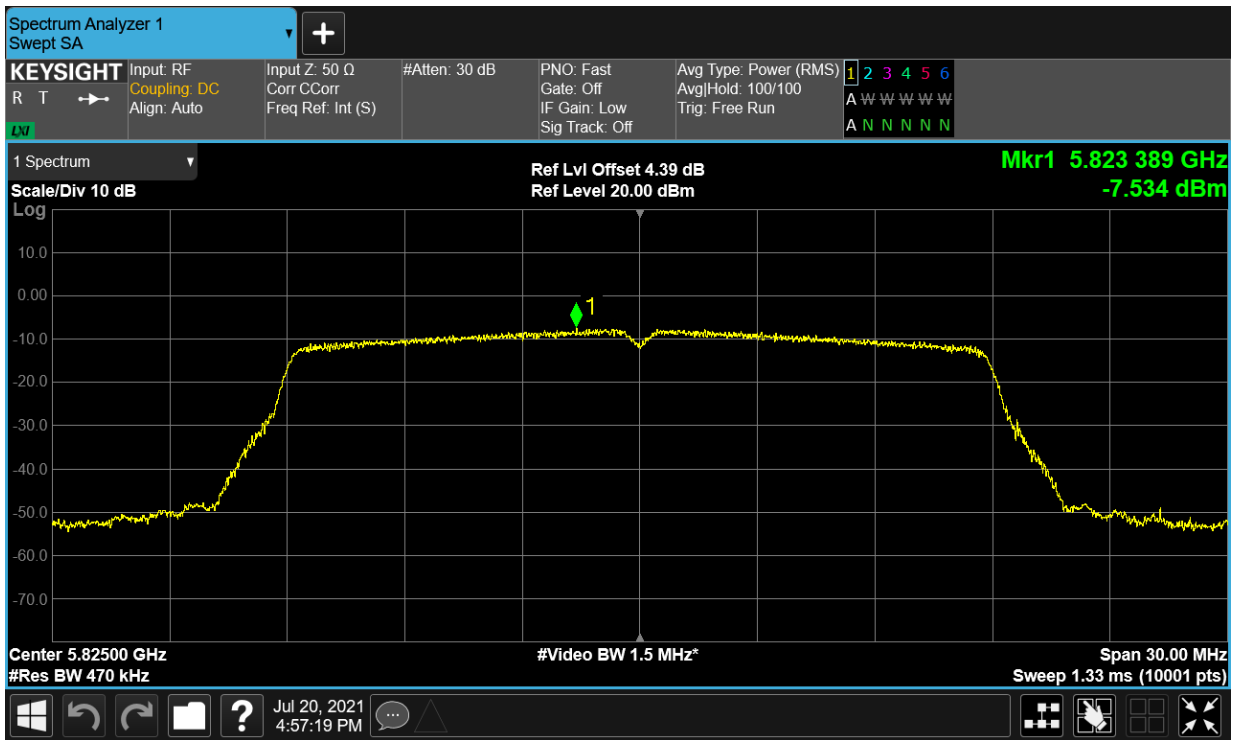 Spectrum Analyzer 1
Swept SA
KEYSIGHT
R T
LXI
Input: RF
Coupling: DC
Align: Auto
Input Z: 50 Ω
Corr CCorr
Freq Ref: Int (S)
#Atten: 30 dB
PNO: Fast
Gate: Off
IF Gain: Low
Sig Track: Off
Avg Type: Power (RMS)
Avg|Hold: 100/100
Trig: Free Run
1 2 3 4 5 6
A W W W W W
A N N N N N
1 Spectrum
Scale/Div 10 dB
Log
Ref Lvl Offset 4.39 dB
Ref Level 20.00 dBm
Mkr1 5.823 389 GHz
-7.534 dBm
10.0
0.00
-10.0
-20.0
-30.0
-40.0
-50.0
-60.0
-70.0
1
Center 5.82500 GHz
#Res BW 470 kHz
#Video BW 1.5 MHz*
Span 30.00 MHz
Sweep 1.33 ms (10001 pts)
?
Jul 20, 2021
4:57:19 PM